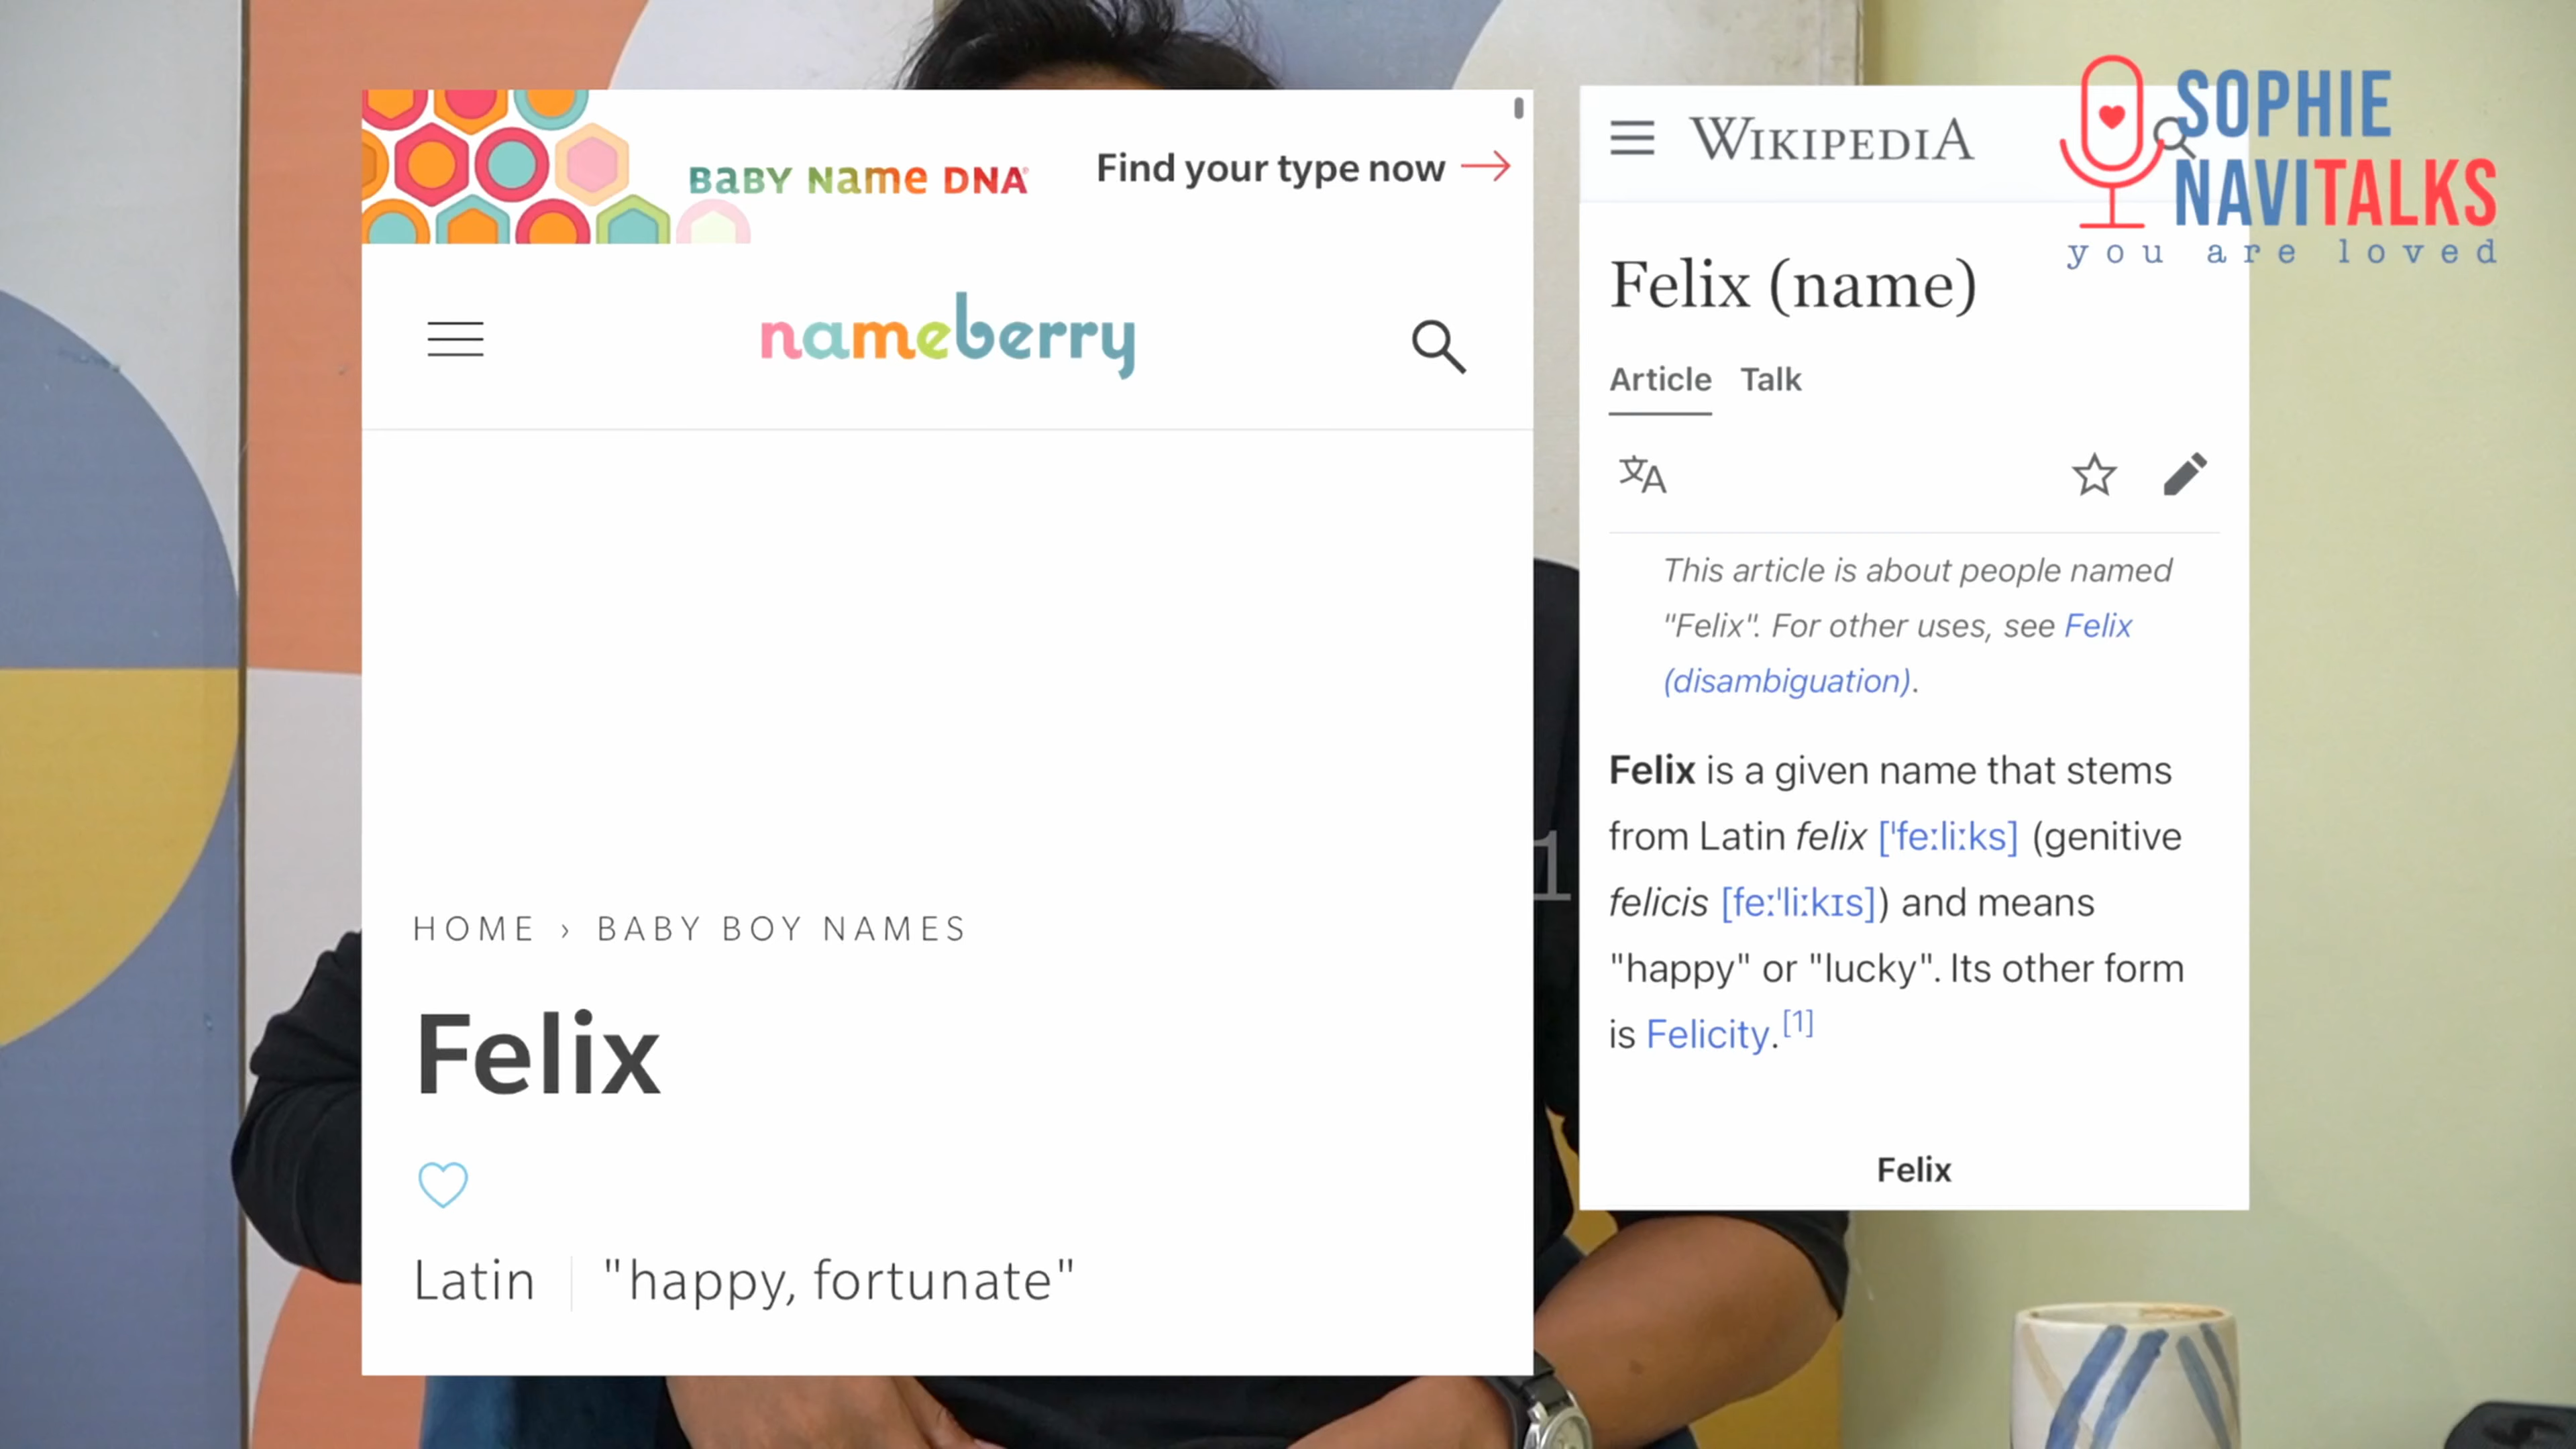 BABY Name DNA
Find your type now
nameberry
HOME › BABY BOY NAMES
Felix
Latin
"happy, fortunate"
WIKIPEDIA
Felix (name)
Article Talk
This article is about people named
"Felix". For other uses, see Felix
(disambiguation).
Felix is a given name that stems
from Latin felix [ˈfeːliːks] (genitive
felicis [feːˈliːkɪs]) and means
"happy" or "lucky". Its other form
is Felicity.[1]
Felix
SOPHIE
NAVITALKS
you are loved
1